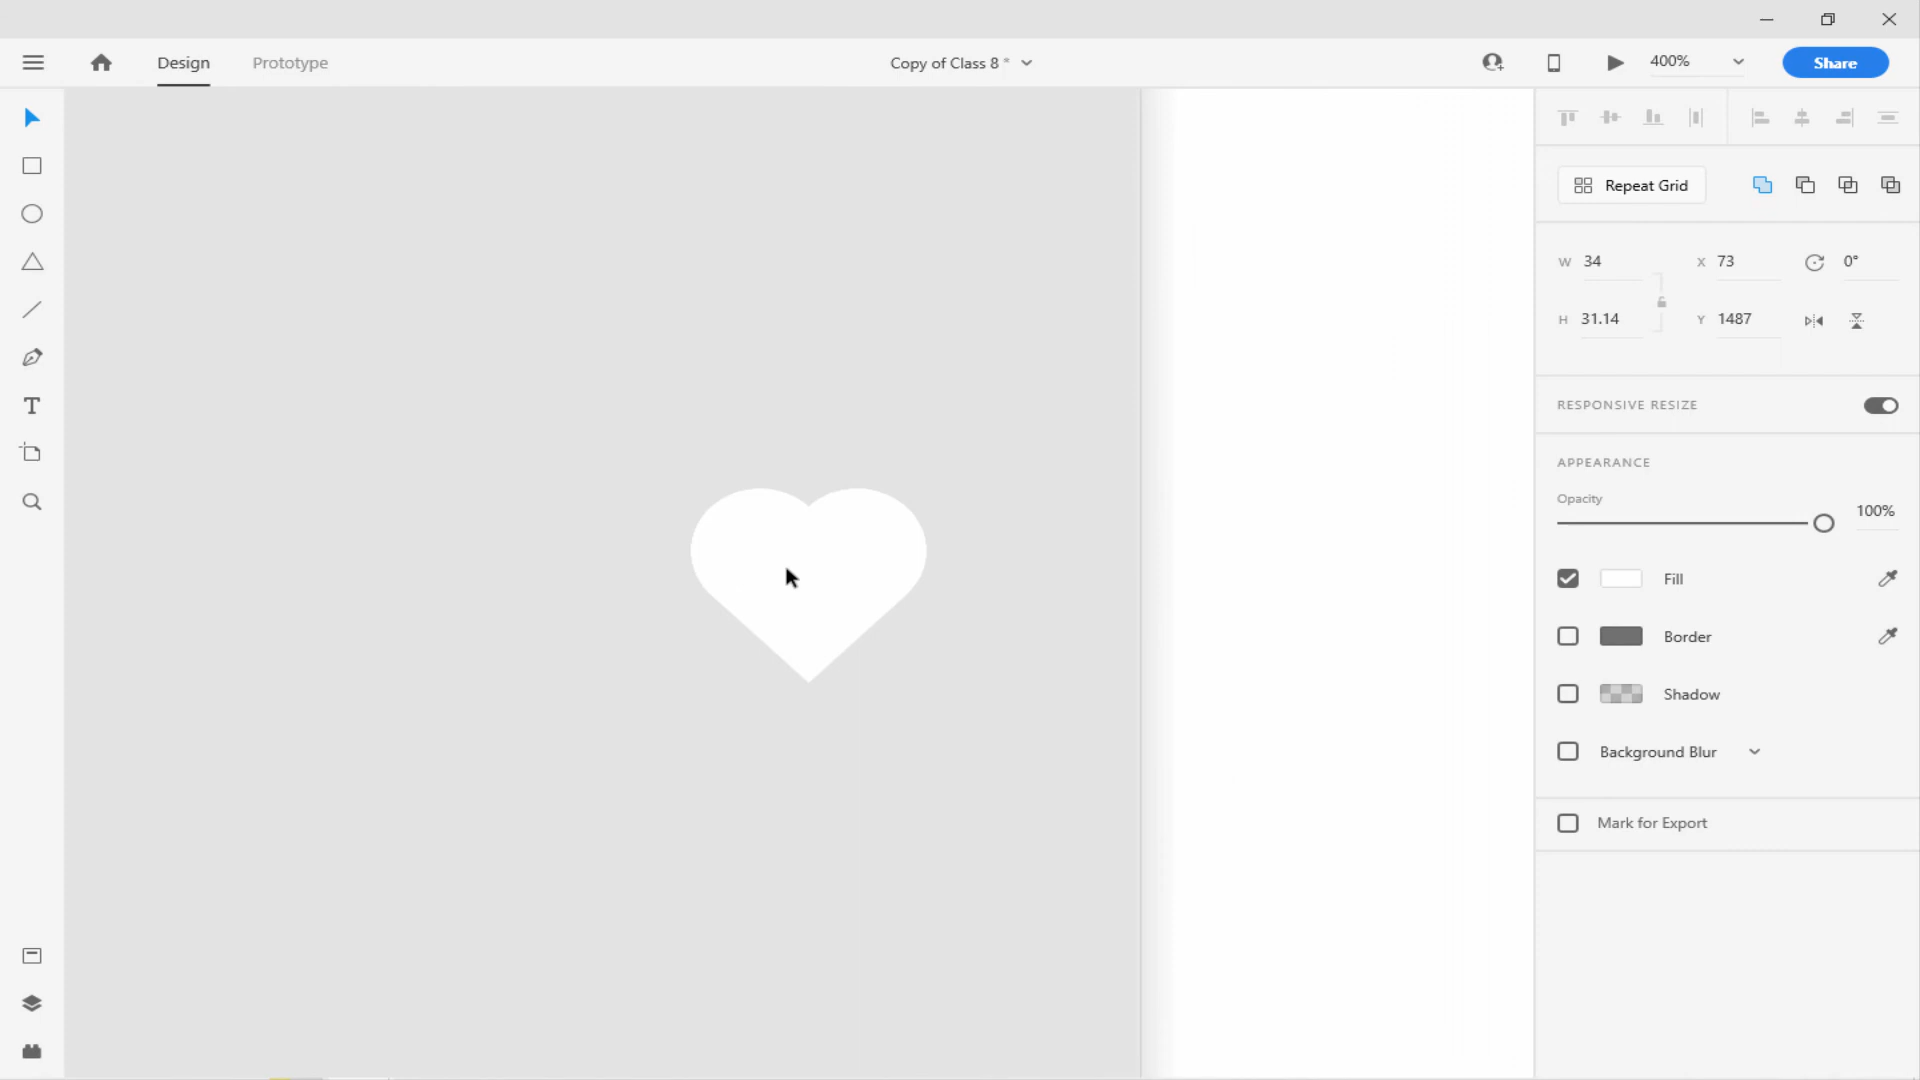 Design Prototype Copy of Class 8 * 400% Share
Repeat Grid
W 34 X 73 0°
H 31.14 Y 1487
RESPONSIVE RESIZE
APPEARANCE
Opacity
100%
Fill
Border
Shadow
Background Blur
Mark for Export